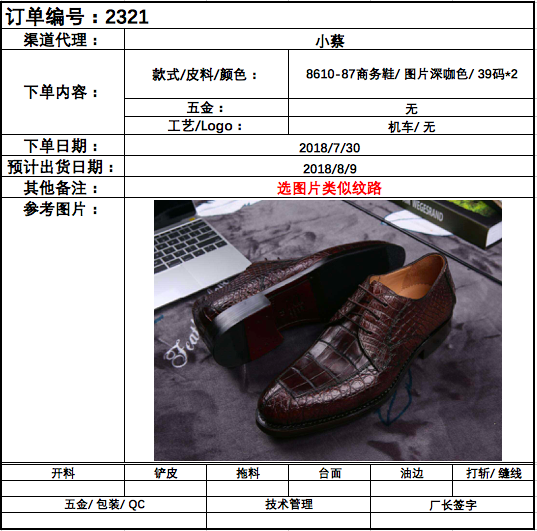 订单编号：2321
渠道代理： 小蔡
下单内容： 款式/皮料/颜色： 8610-87商务鞋/ 图片深咖色/ 39码*2
五金： 无
工艺/Logo： 机车/ 无
下单日期： 2018/7/30
预计出货日期： 2018/8/9
其他备注： 选图片类似纹路
参考图片：
WEGESRAND
开料 铲皮 拖料 台面 油边 打斩/ 缝线
五金/ 包装/ QC 技术管理 厂长签字